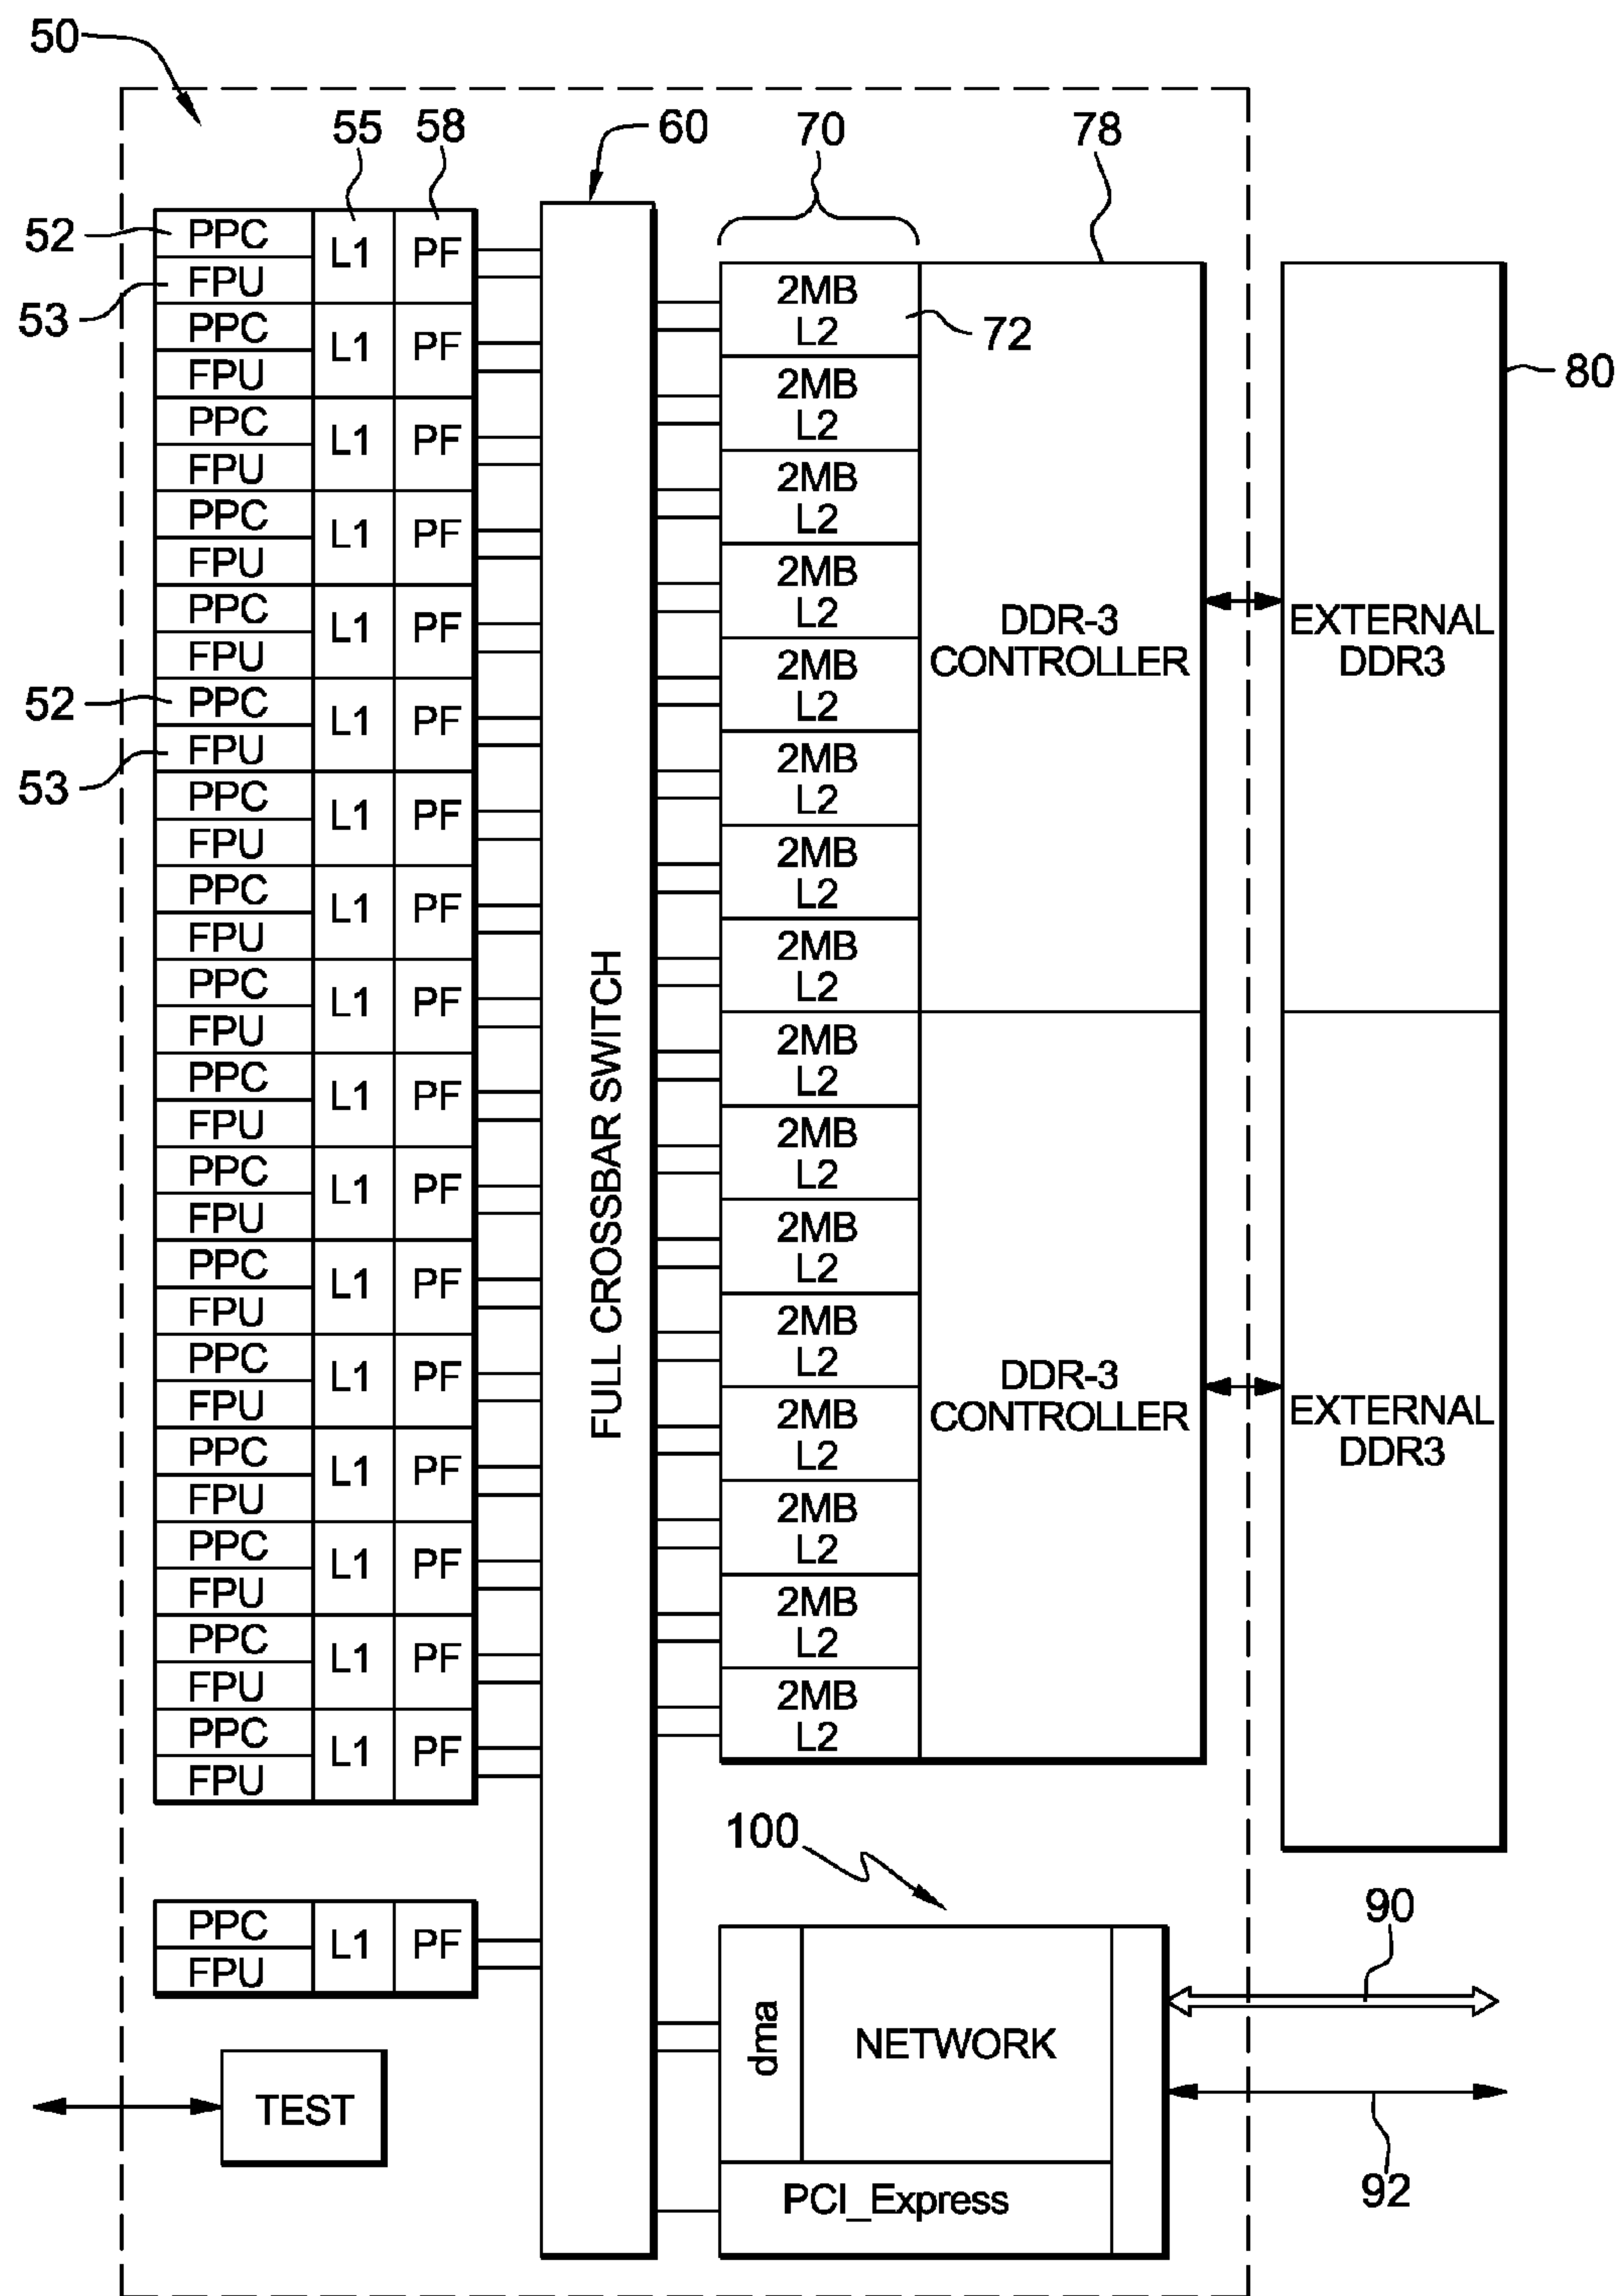 50
55
58
60
70
78
52
53
52
53
PPC
FPU
L1
PF
PPC
FPU
L1
PF
PPC
FPU
L1
PF
PPC
FPU
L1
PF
PPC
FPU
L1
PF
PPC
FPU
L1
PF
PPC
FPU
L1
PF
PPC
FPU
L1
PF
PPC
FPU
L1
PF
PPC
FPU
L1
PF
PPC
FPU
L1
PF
PPC
FPU
L1
PF
PPC
FPU
L1
PF
PPC
FPU
L1
PF
PPC
FPU
L1
PF
PPC
FPU
L1
PF
PPC
FPU
L1
PF
PPC
FPU
L1
PF
TEST
FULL CROSSBAR SWITCH
2MB
L2
72
2MB
L2
2MB
L2
2MB
L2
2MB
L2
2MB
L2
2MB
L2
2MB
L2
2MB
L2
2MB
L2
2MB
L2
2MB
L2
2MB
L2
2MB
L2
2MB
L2
2MB
L2
DDR-3
CONTROLLER
DDR-3
CONTROLLER
80
EXTERNAL
DDR3
EXTERNAL
DDR3
100
dma
NETWORK
PCI_Express
90
92